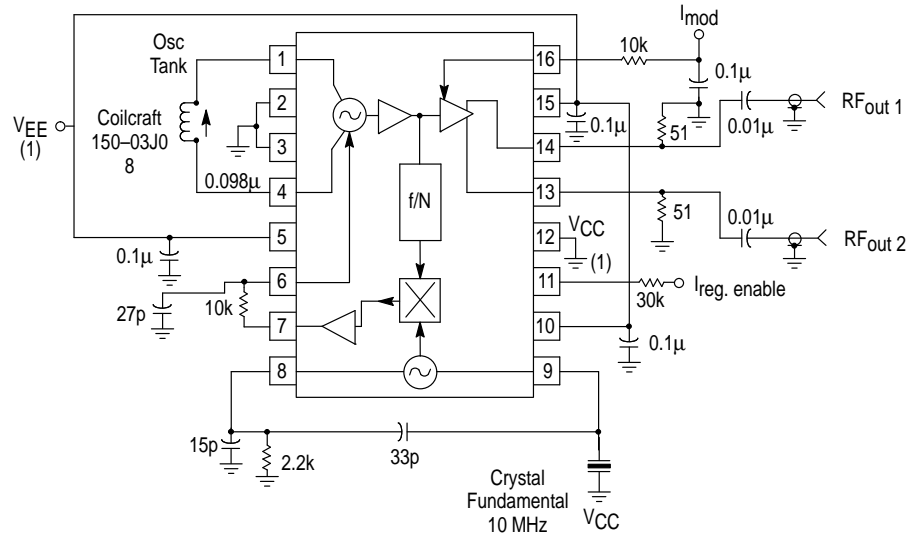 Imod
Osc
Tank
10k
1
16
0.1µ
0.1µ
2
15
RFout 1
VEE
(1)
Coilcraft
150–03J0
8
0.01µ
51
3
14
0.098µ
4
13
f/N
51
0.01µ
VCC
(1)
5
12
RFout 2
0.1µ
6
11
Ireg. enable
30k
27p
10k
7
10
0.1µ
8
9
15p
2.2k
33p
Crystal
Fundamental
10 MHz
VCC